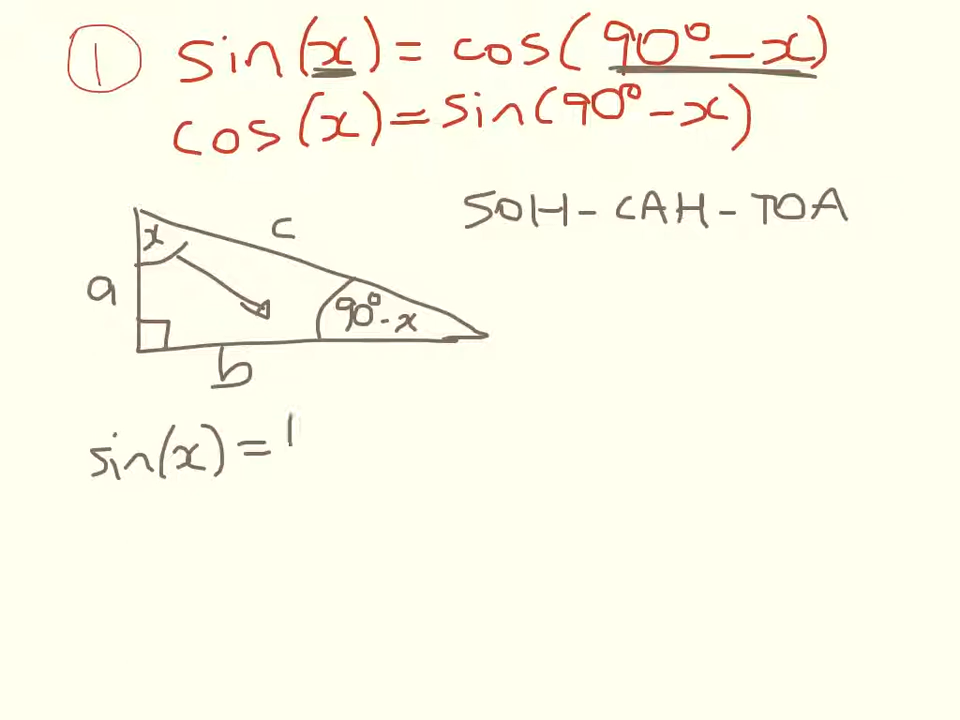 ① sin(x) = cos(90° - x)
cos(x) = sin(90° - x)
SOH - CAH - TOA
x
c
a
90° - x
b
sin(x) =